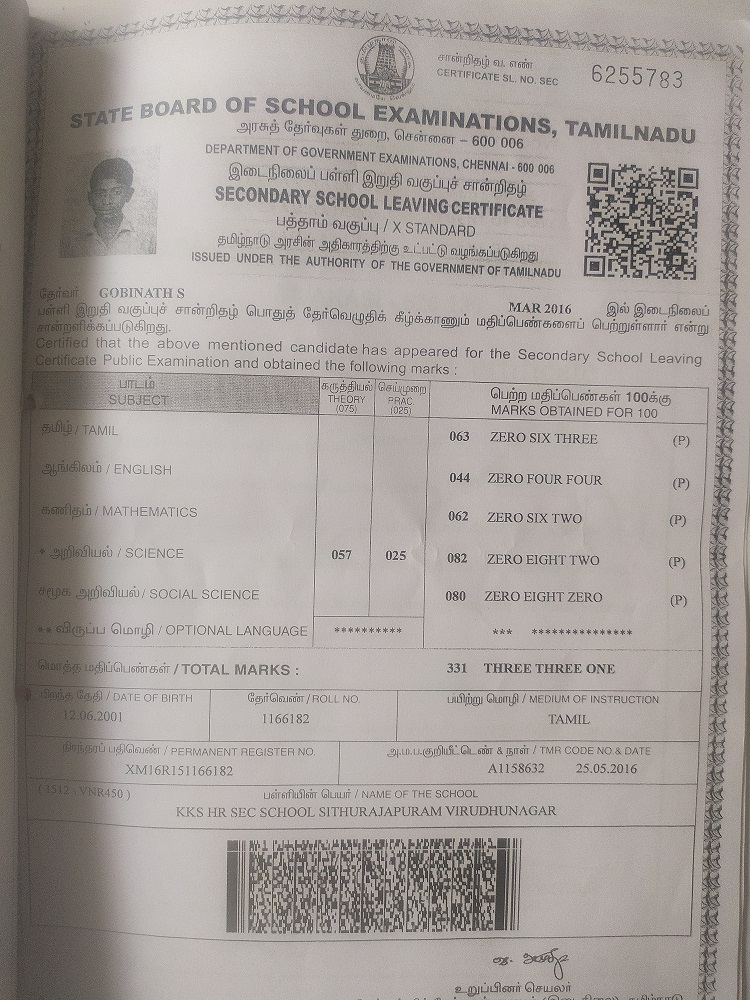 சான்றிதழ் வ. எண்
CERTIFICATE SL. NO. SEC 6255783
STATE BOARD OF SCHOOL EXAMINATIONS, TAMILNADU
அரசுத் தேர்வுகள் துறை, சென்னை – 600 006
DEPARTMENT OF GOVERNMENT EXAMINATIONS, CHENNAI - 600 006
இடைநிலைப் பள்ளி இறுதி வகுப்புச் சான்றிதழ்
SECONDARY SCHOOL LEAVING CERTIFICATE
பத்தாம் வகுப்பு / X STANDARD
தமிழ்நாடு அரசின் அதிகாரத்திற்கு உட்பட்டு வழங்கப்படுகிறது
ISSUED UNDER THE AUTHORITY OF THE GOVERNMENT OF TAMILNADU
தேர்வர் GOBINATH S MAR 2016 இல் இடைநிலைப்
பள்ளி இறுதி வகுப்புச் சான்றிதழ் பொதுத் தேர்வெழுதிக் கீழ்க்காணும் மதிப்பெண்களைப் பெற்றுள்ளார் என்று
சான்றளிக்கப்படுகிறது.
Certified that the above mentioned candidate has appeared for the Secondary School Leaving
Certificate Public Examination and obtained the following marks :
பாடம் கருத்தியல் செய்முறை பெற்ற மதிப்பெண்கள் 100க்கு
SUBJECT THEORY (075) PRAC. (025) MARKS OBTAINED FOR 100
தமிழ் / TAMIL 063 ZERO SIX THREE (P)
ஆங்கிலம் / ENGLISH 044 ZERO FOUR FOUR (P)
கணிதம் / MATHEMATICS 062 ZERO SIX TWO (P)
* அறிவியல் / SCIENCE 057 025 082 ZERO EIGHT TWO (P)
சமூக அறிவியல் / SOCIAL SCIENCE 080 ZERO EIGHT ZERO (P)
** விருப்ப மொழி / OPTIONAL LANGUAGE ********** *** ***************
மொத்த மதிப்பெண்கள் / TOTAL MARKS : 331 THREE THREE ONE
பிறந்த தேதி / DATE OF BIRTH தேர்வெண் / ROLL NO. பயிற்று மொழி / MEDIUM OF INSTRUCTION
12.06.2001 1166182 TAMIL
நிரந்தரப் பதிவெண் / PERMANENT REGISTER NO. அ.ம.ப.குறியீட்டெண் & நாள் / TMR CODE NO & DATE
XM16R151166182 A1158632 25.05.2016
( 4512 - VNR450 ) பள்ளியின் பெயர் / NAME OF THE SCHOOL
KKS HR SEC SCHOOL SITHURAJAPURAM VIRUDHUNAGAR
உறுப்பினர் செயலர்